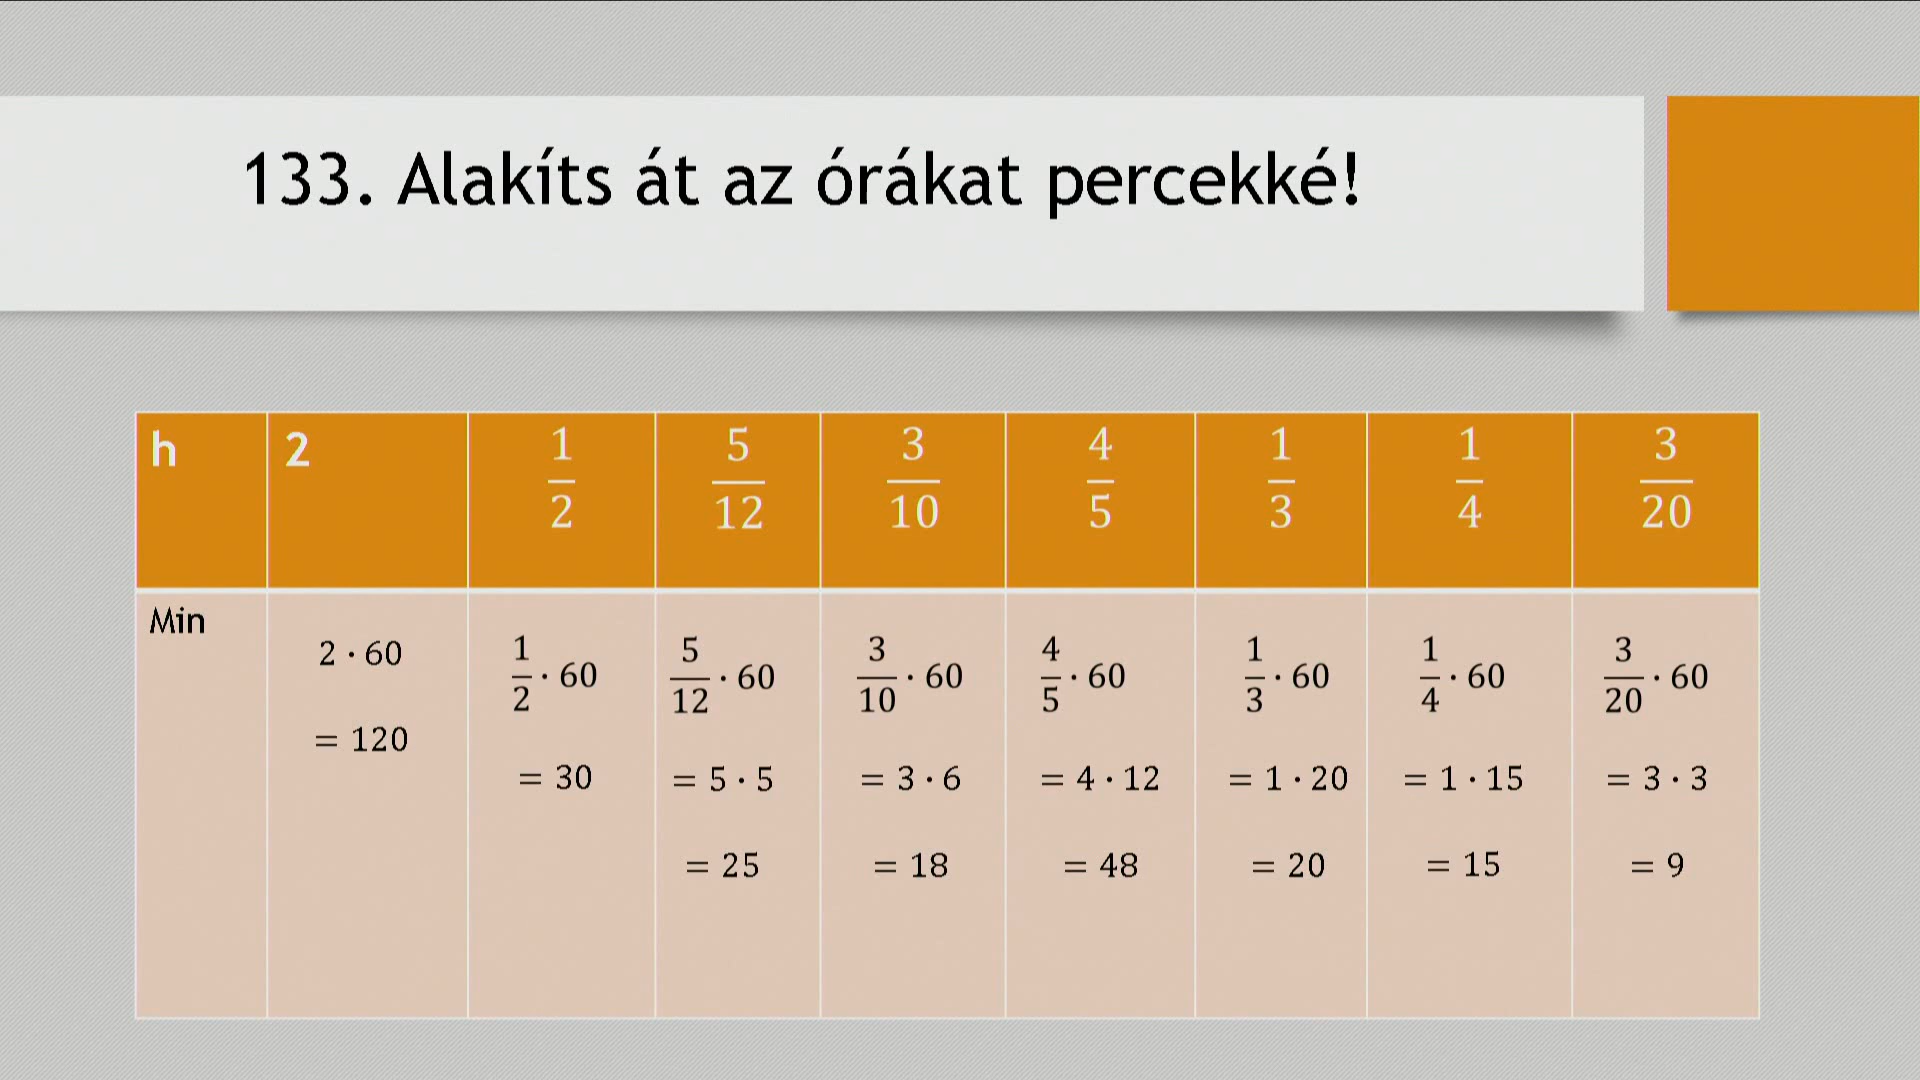 133. Alakíts át az órákat percekké!
h 2 1/2 5/12 3/10 4/5 1/3 1/4 3/20
Min 2 · 60 1/2 · 60 5/12 · 60 3/10 · 60 4/5 · 60 1/3 · 60 1/4 · 60 3/20 · 60
= 120 = 30 = 5 · 5 = 3 · 6 = 4 · 12 = 1 · 20 = 1 · 15 = 3 · 3
= 25 = 18 = 48 = 20 = 15 = 9